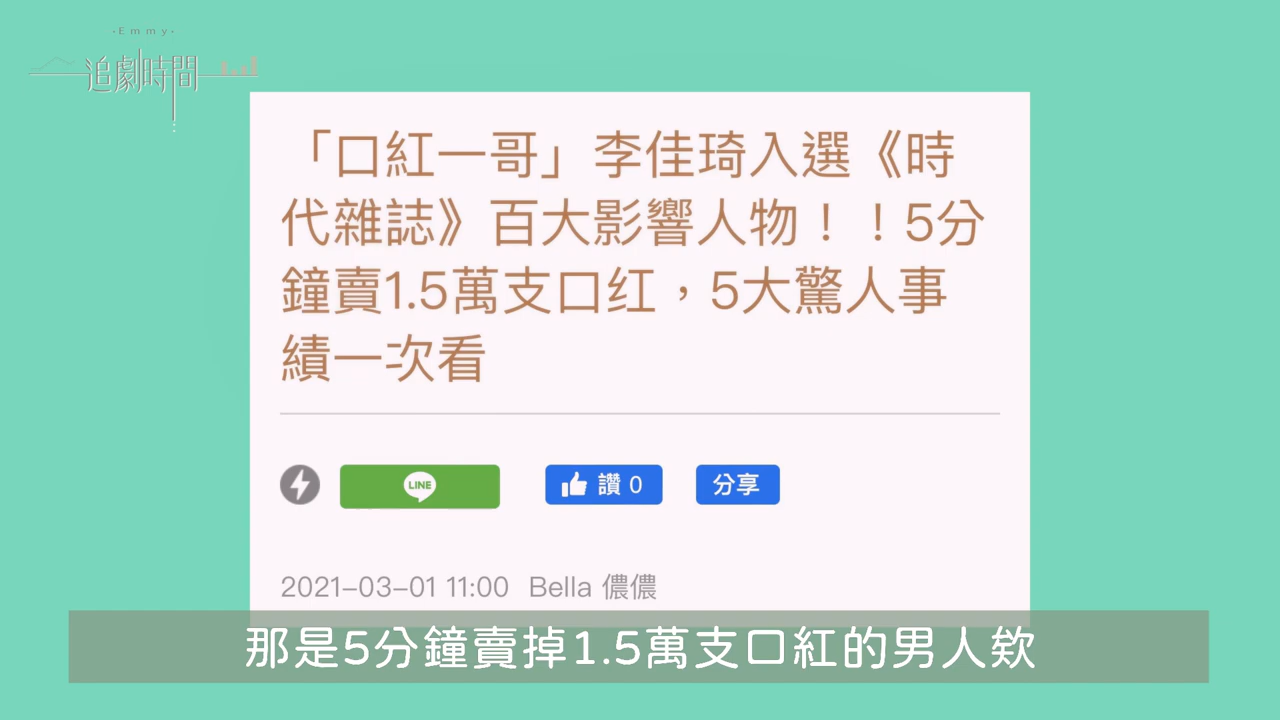 ·Emmy·
追劇時間
「口紅一哥」李佳琦入選《時
代雜誌》百大影響人物！！5分
鐘賣1.5萬支口红，5大驚人事
績一次看
LINE
讚 0
分享
2021-03-01 11:00 Bella 儂儂
那是5分鐘賣掉1.5萬支口紅的男人欸